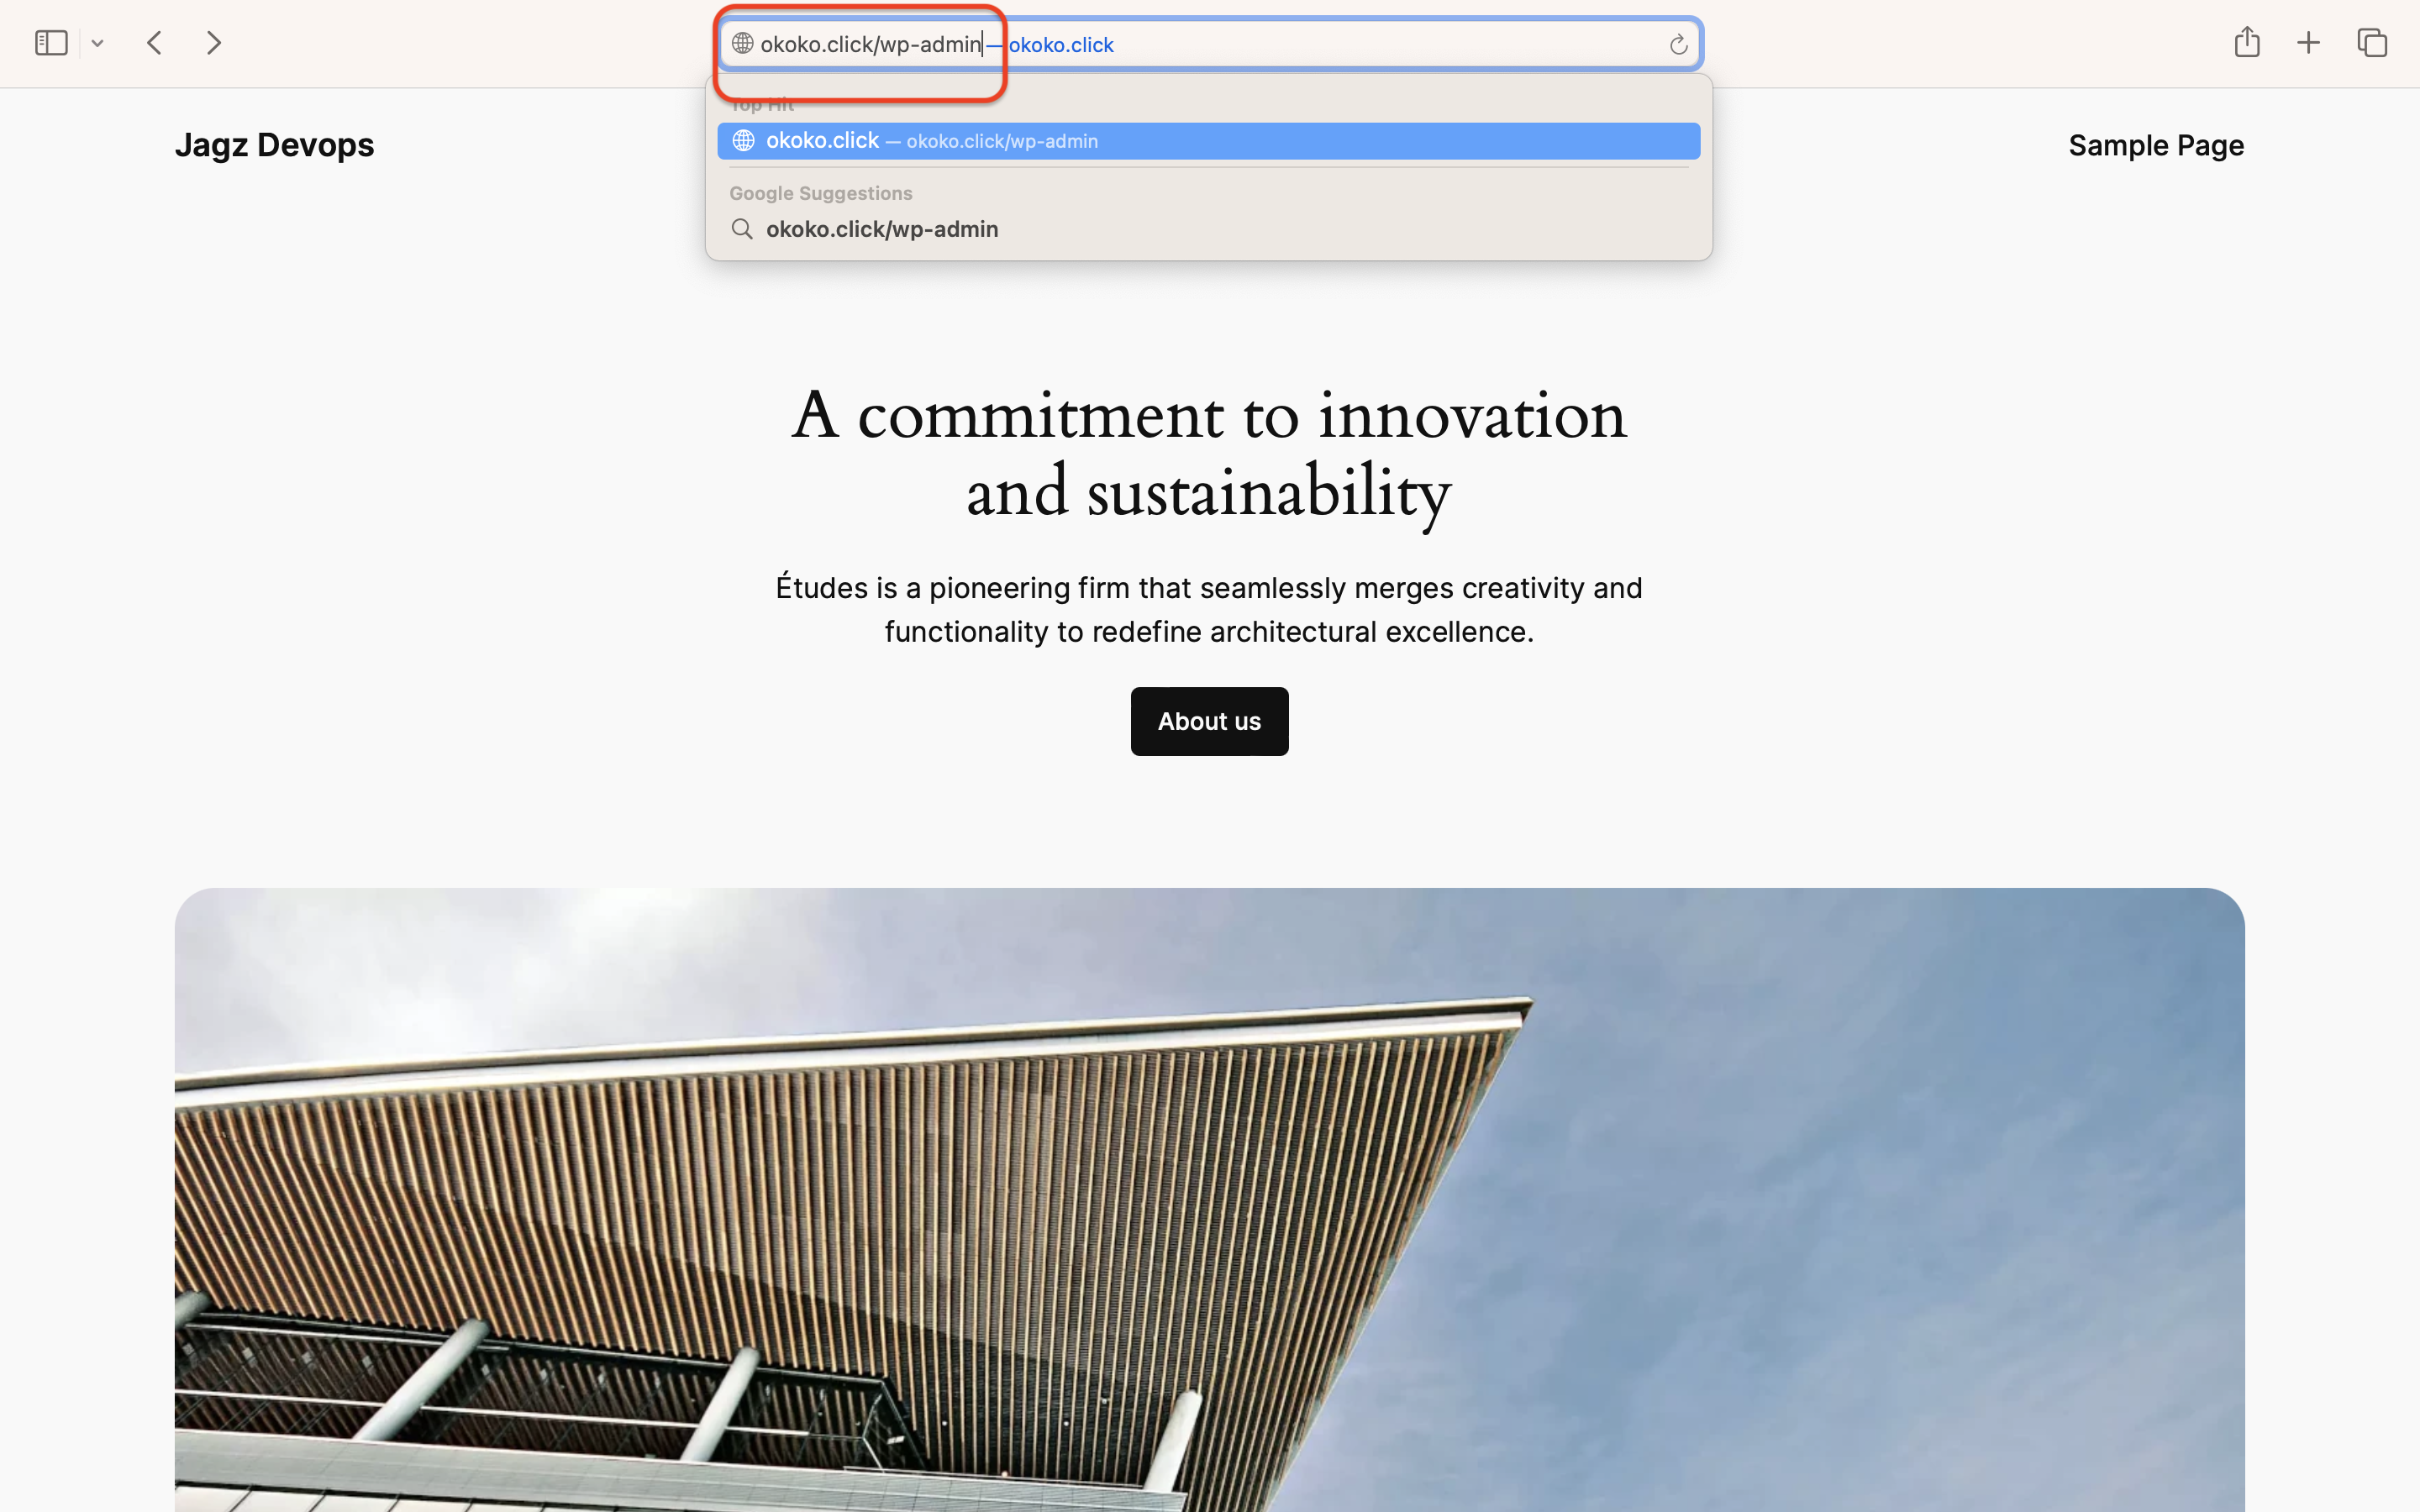 okoko.click/wp-admin — okoko.click
Top Hit
okoko.click — okoko.click/wp-admin
Google Suggestions
okoko.click/wp-admin
Jagz Devops
Sample Page
A commitment to innovation
and sustainability
Études is a pioneering firm that seamlessly merges creativity and
functionality to redefine architectural excellence.
About us